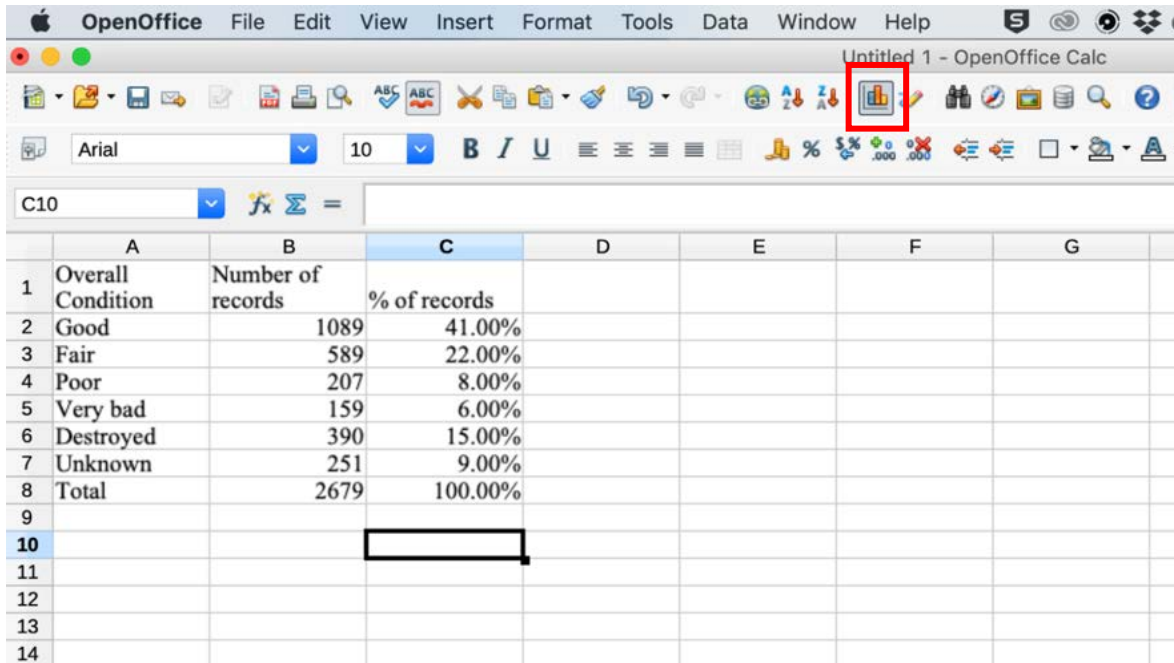 OpenOffice File Edit View Insert Format Tools Data Window Help
Untitled 1 - OpenOffice Calc
Arial 10 B I U
C10
A B C D E F G
1 Overall Condition Number of records % of records
2 Good 1089 41.00%
3 Fair 589 22.00%
4 Poor 207 8.00%
5 Very bad 159 6.00%
6 Destroyed 390 15.00%
7 Unknown 251 9.00%
8 Total 2679 100.00%
9
10
11
12
13
14